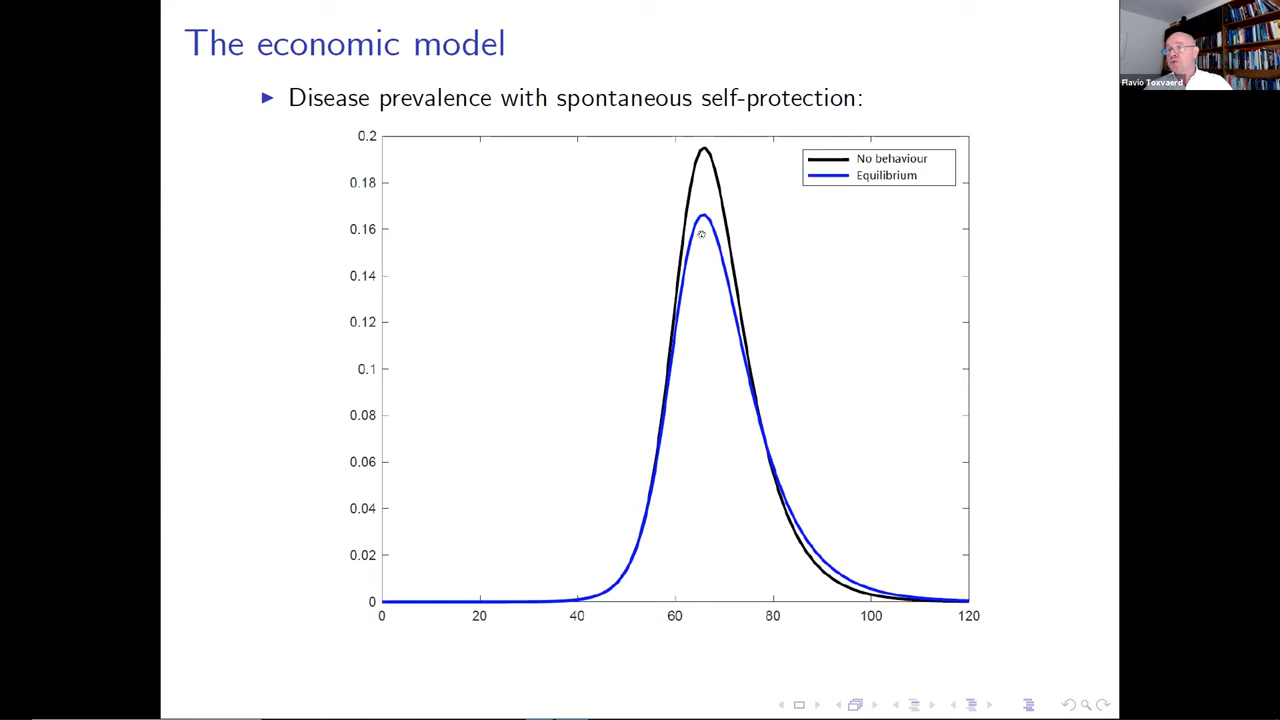 The economic model
Flavio Toxvaerd
▶ Disease prevalence with spontaneous self-protection:
0.2
No behaviour
Equilibrium
0.18
0.16
0.14
0.12
0.1
0.08
0.06
0.04
0.02
0
0 20 40 60 80 100 120